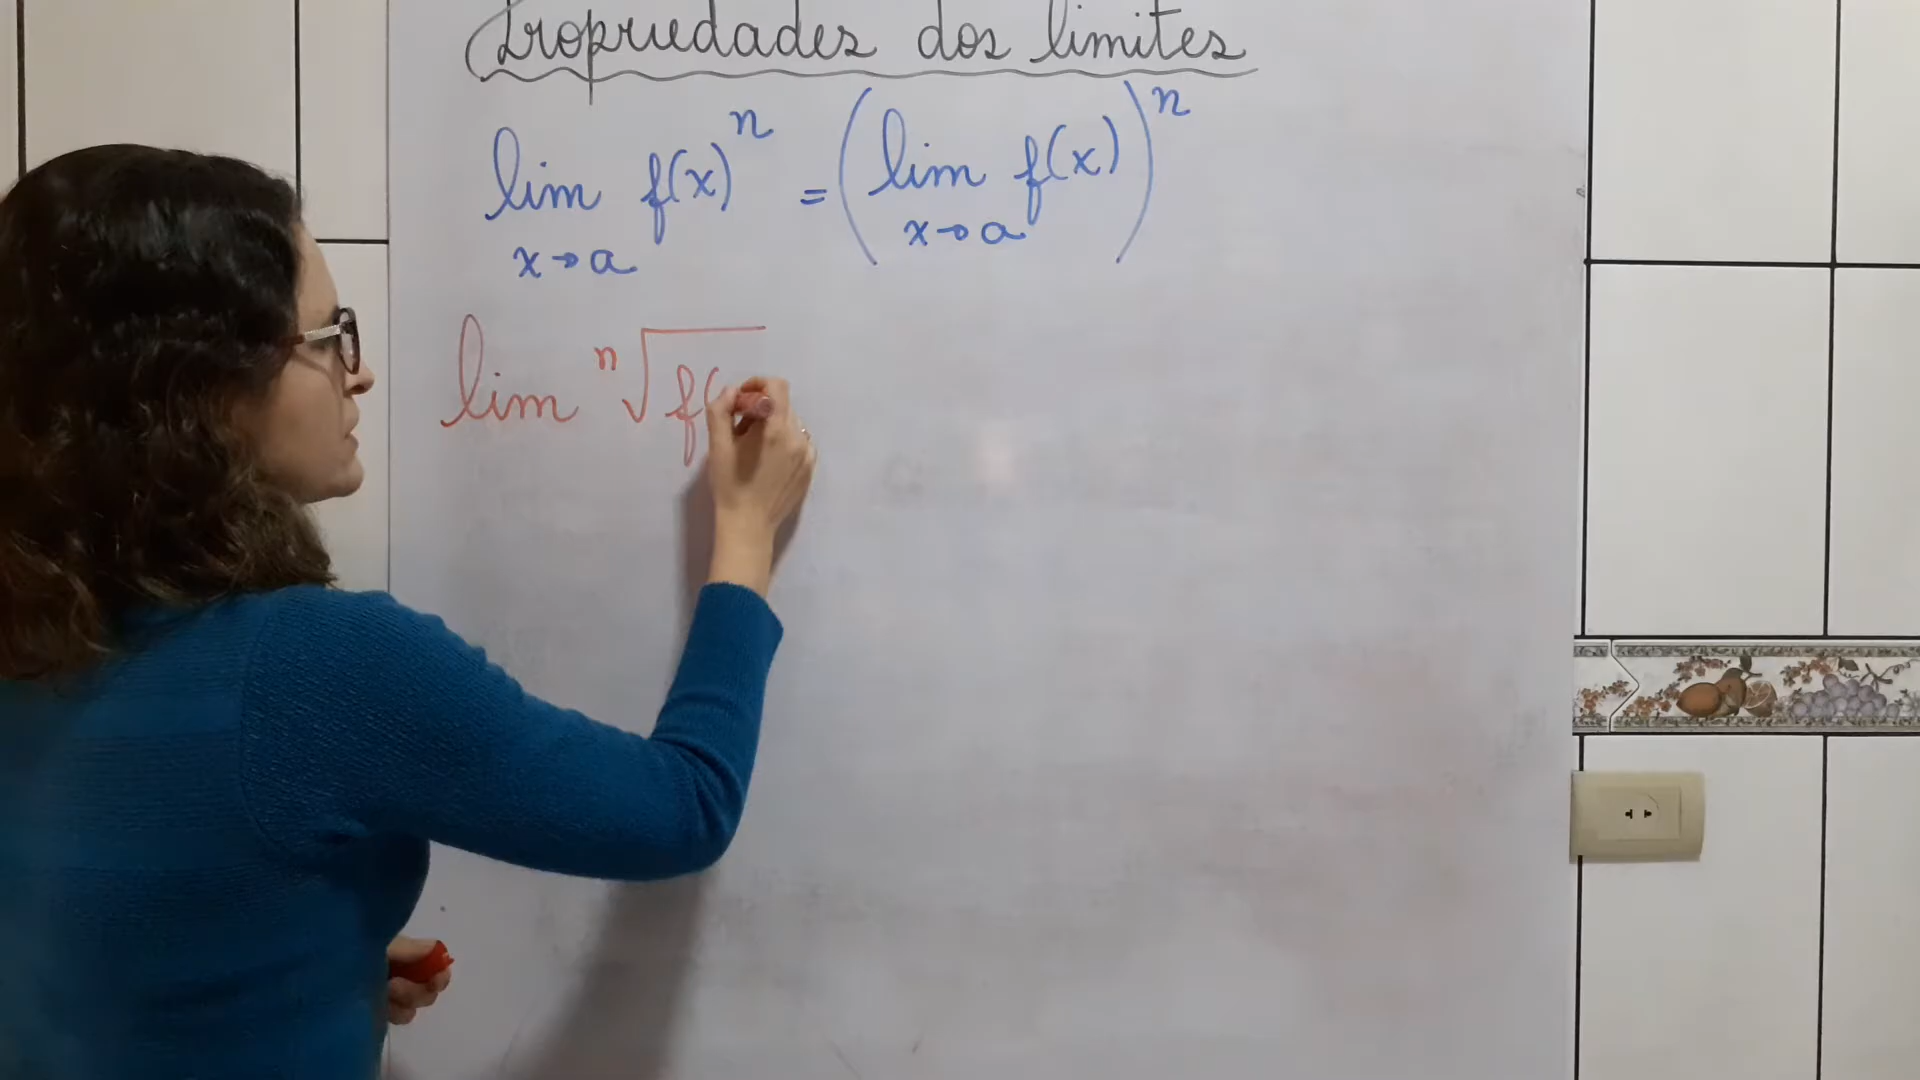 Propriedades dos limites
lim f(x)^n = (lim f(x))^n
x→a x→a
lim n√f(